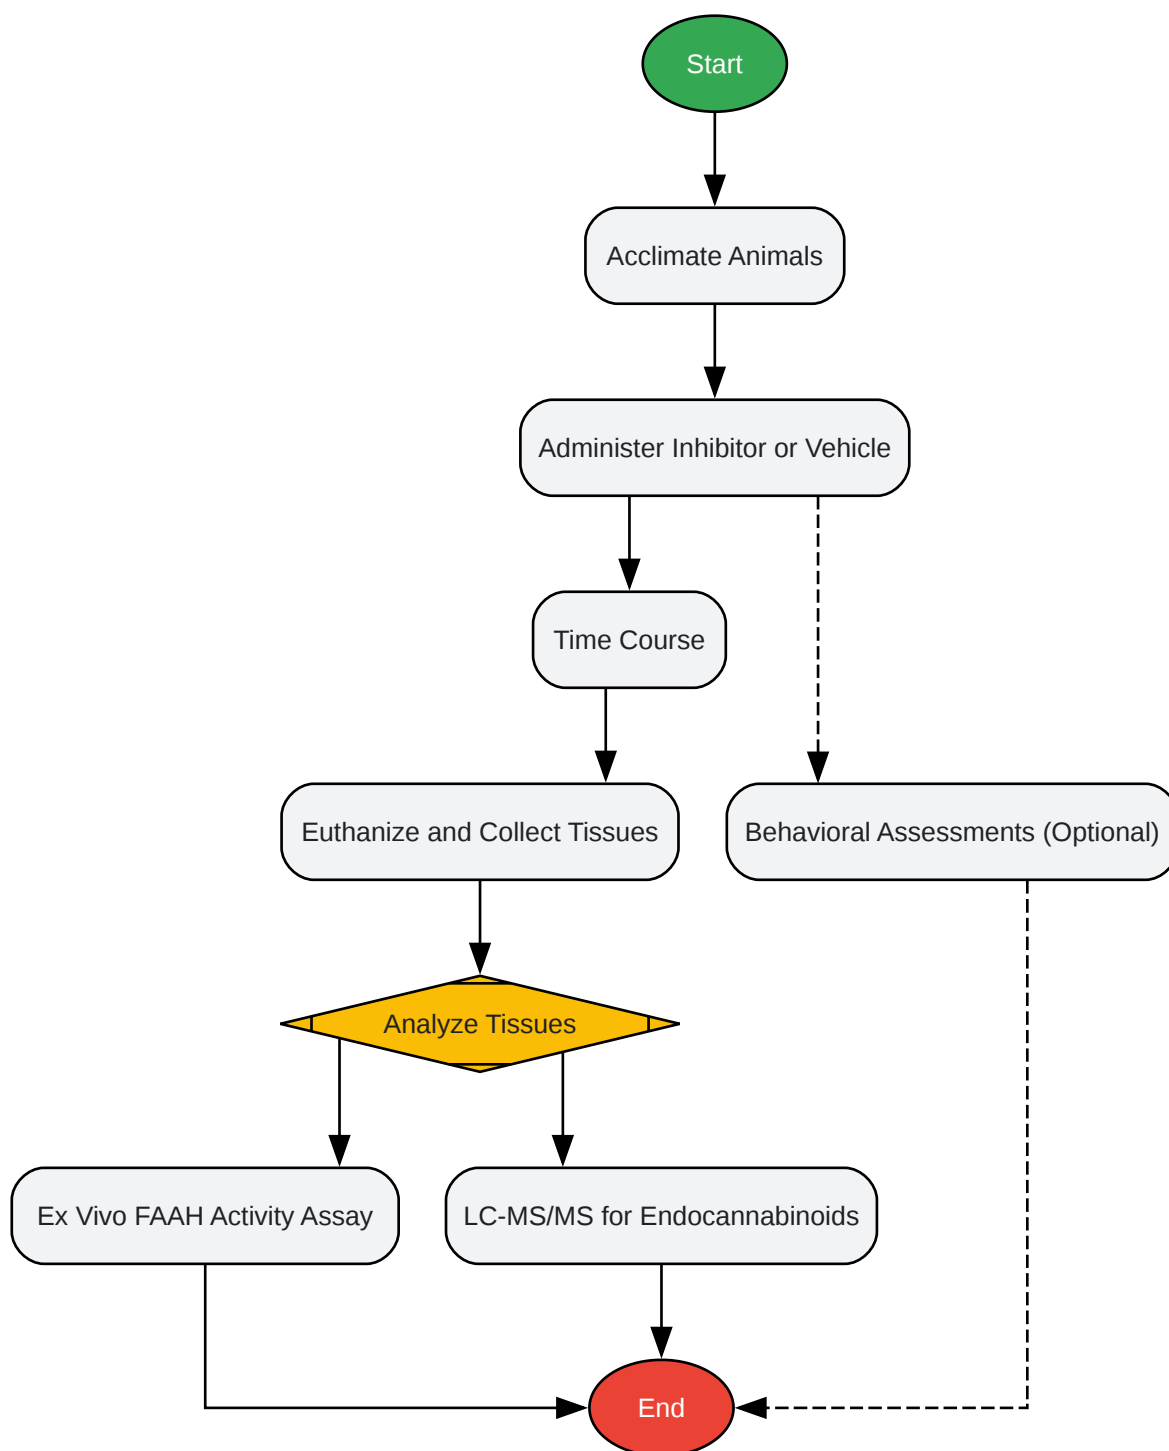 Start
Acclimate Animals
Administer Inhibitor or Vehicle
Time Course
Euthanize and Collect Tissues
Behavioral Assessments (Optional)
Analyze Tissues
Ex Vivo FAAH Activity Assay
LC-MS/MS for Endocannabinoids
End